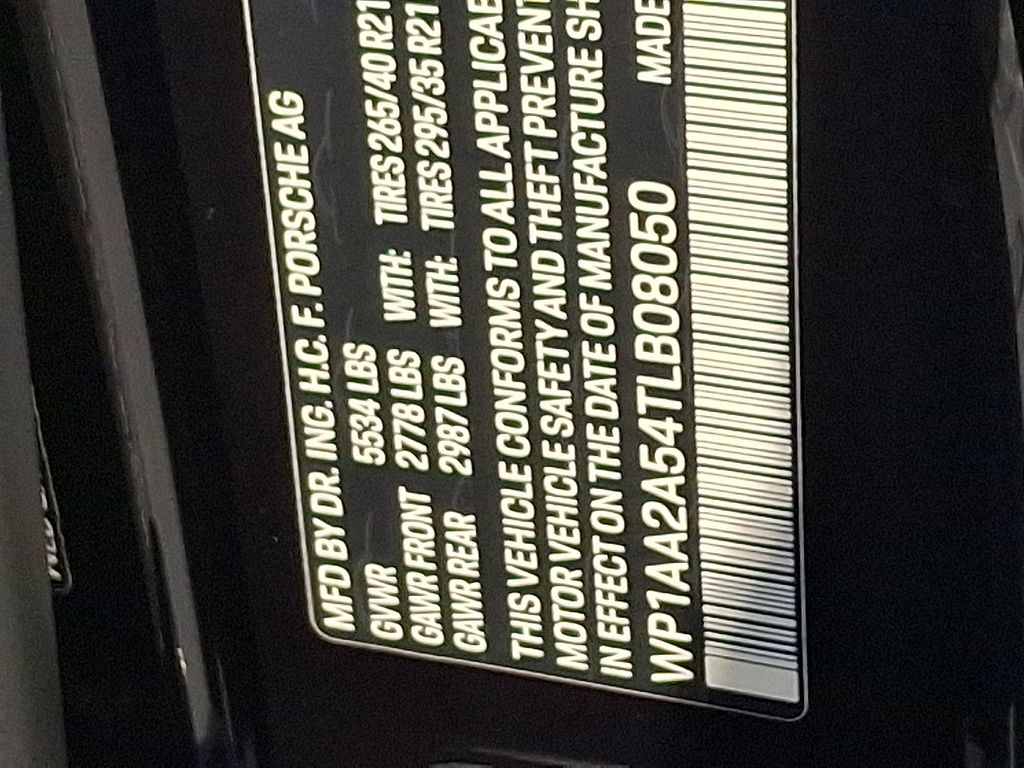 MFD BY DR. ING. H.C. F. PORSCHE AG
GVWR 5534 LBS
GAWR FRONT 2778 LBS WITH: TIRES 265/40 R21
GAWR REAR 2987 LBS WITH: TIRES 295/35 R21
THIS VEHICLE CONFORMS TO ALL APPLICAB
MOTOR VEHICLE SAFETY AND THEFT PREVENT
IN EFFECT ON THE DATE OF MANUFACTURE SH
WP1AA2A54TLB08050 MADE